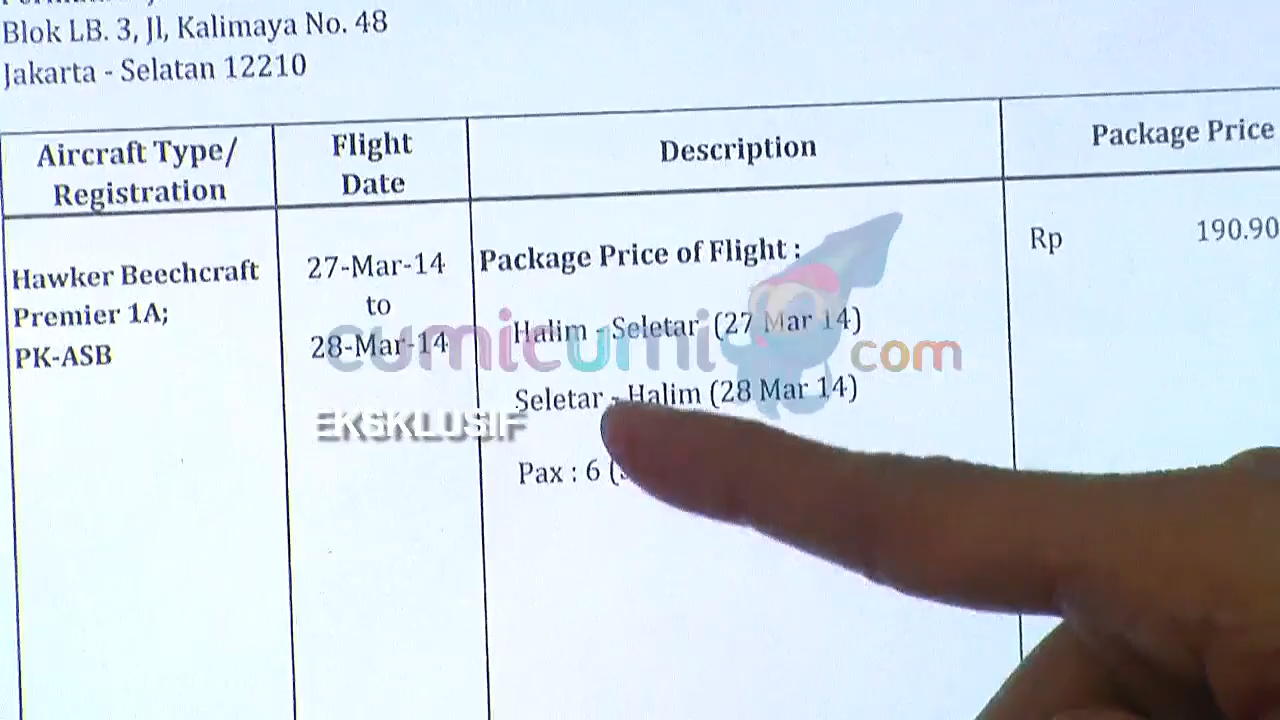 Blok LB. 3, Jl, Kalimaya No. 48
Jakarta - Selatan 12210
Aircraft Type/
Registration
Flight
Date
Description
Package Price
Hawker Beechcraft
Premier 1A;
PK-ASB
27-Mar-14
to
28-Mar-14
Package Price of Flight :
Halim - Seletar (27 Mar 14)
Seletar - Halim (28 Mar 14)
Pax : 6 (
Rp 190.90
cumicumi.com
EKSKLUSIF